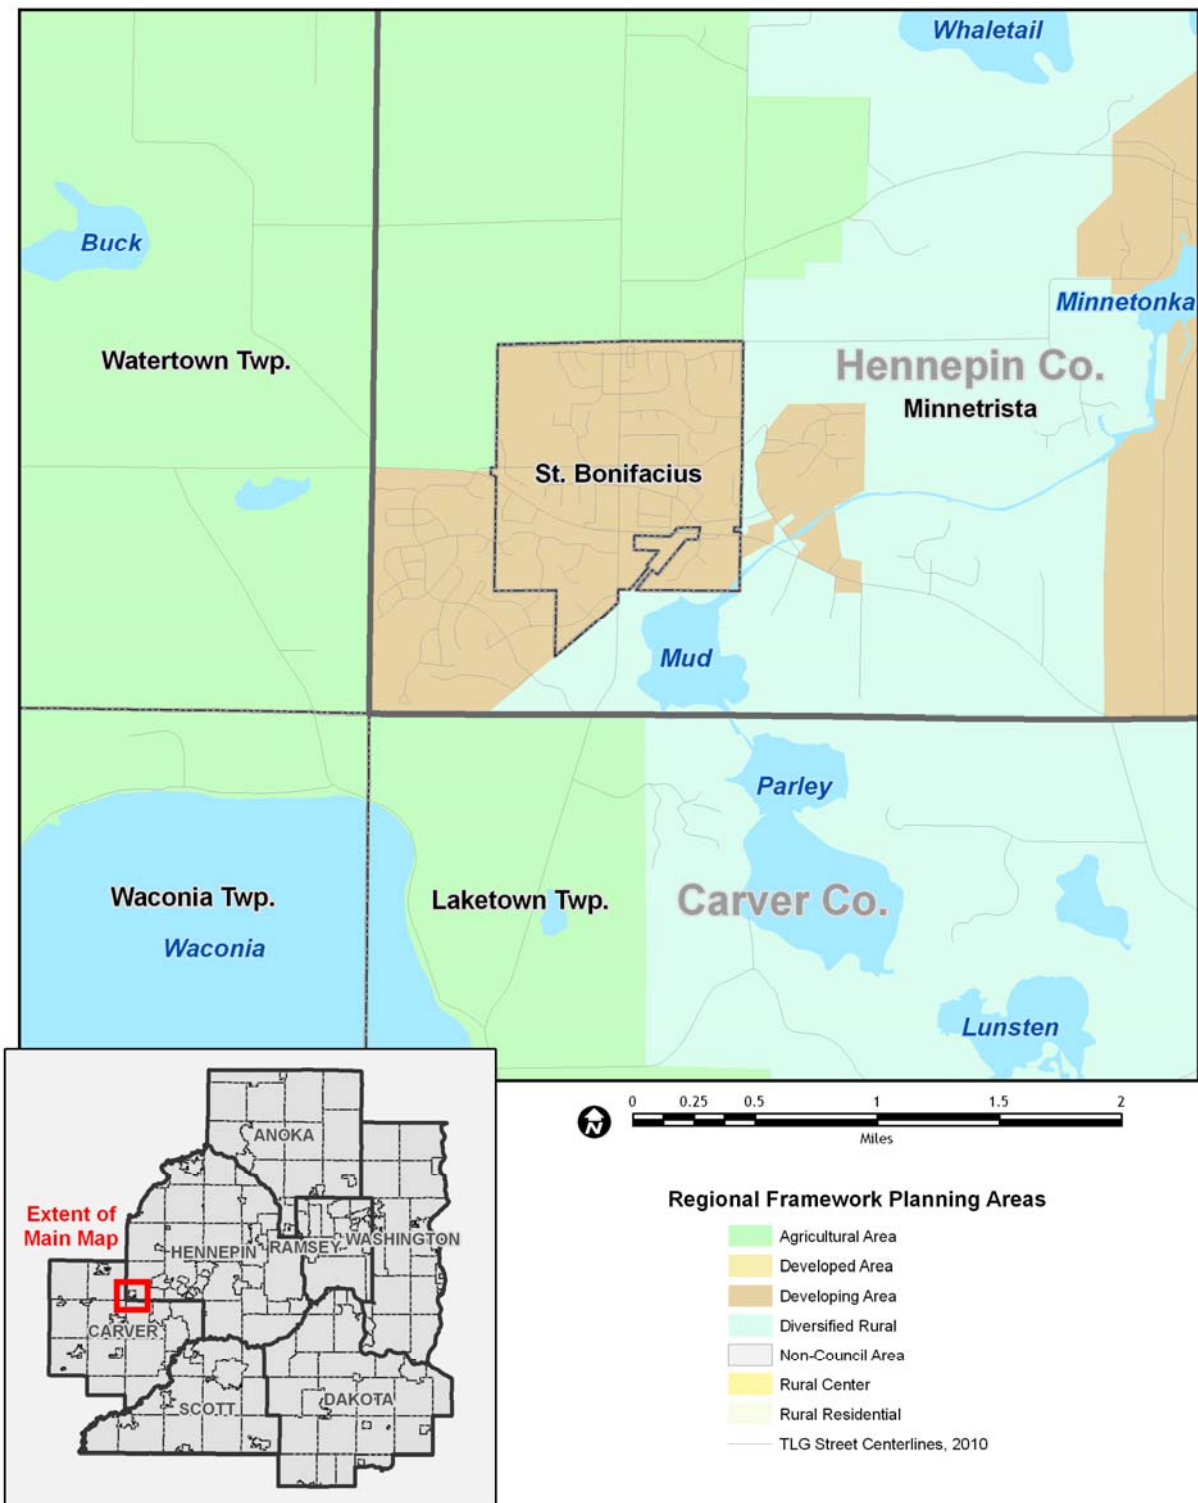 Whaletail
Buck
Minnetonka
Watertown Twp.
Hennepin Co.
Minnetrista
St. Bonifacius
Mud
Parley
Waconia Twp.
Laketown Twp.
Carver Co.
Waconia
Lunsten
Extent of
Main Map
ANOKA
HENNEPIN
RAMSEY
WASHINGTON
CARVER
SCOTT
DAKOTA
N
0 0.25 0.5 1 1.5 2
Miles
Regional Framework Planning Areas
Agricultural Area
Developed Area
Developing Area
Diversified Rural
Non-Council Area
Rural Center
Rural Residential
TLG Street Centerlines, 2010